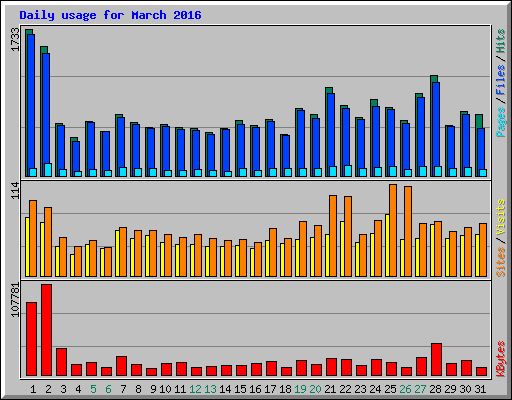 Daily usage for March 2016
1733
Pages / Files / Hits
114
Sites / Visits
107781
KBytes
1 2 3 4 5 6 7 8 9 10 11 12 13 14 15 16 17 18 19 20 21 22 23 24 25 26 27 28 29 30 31